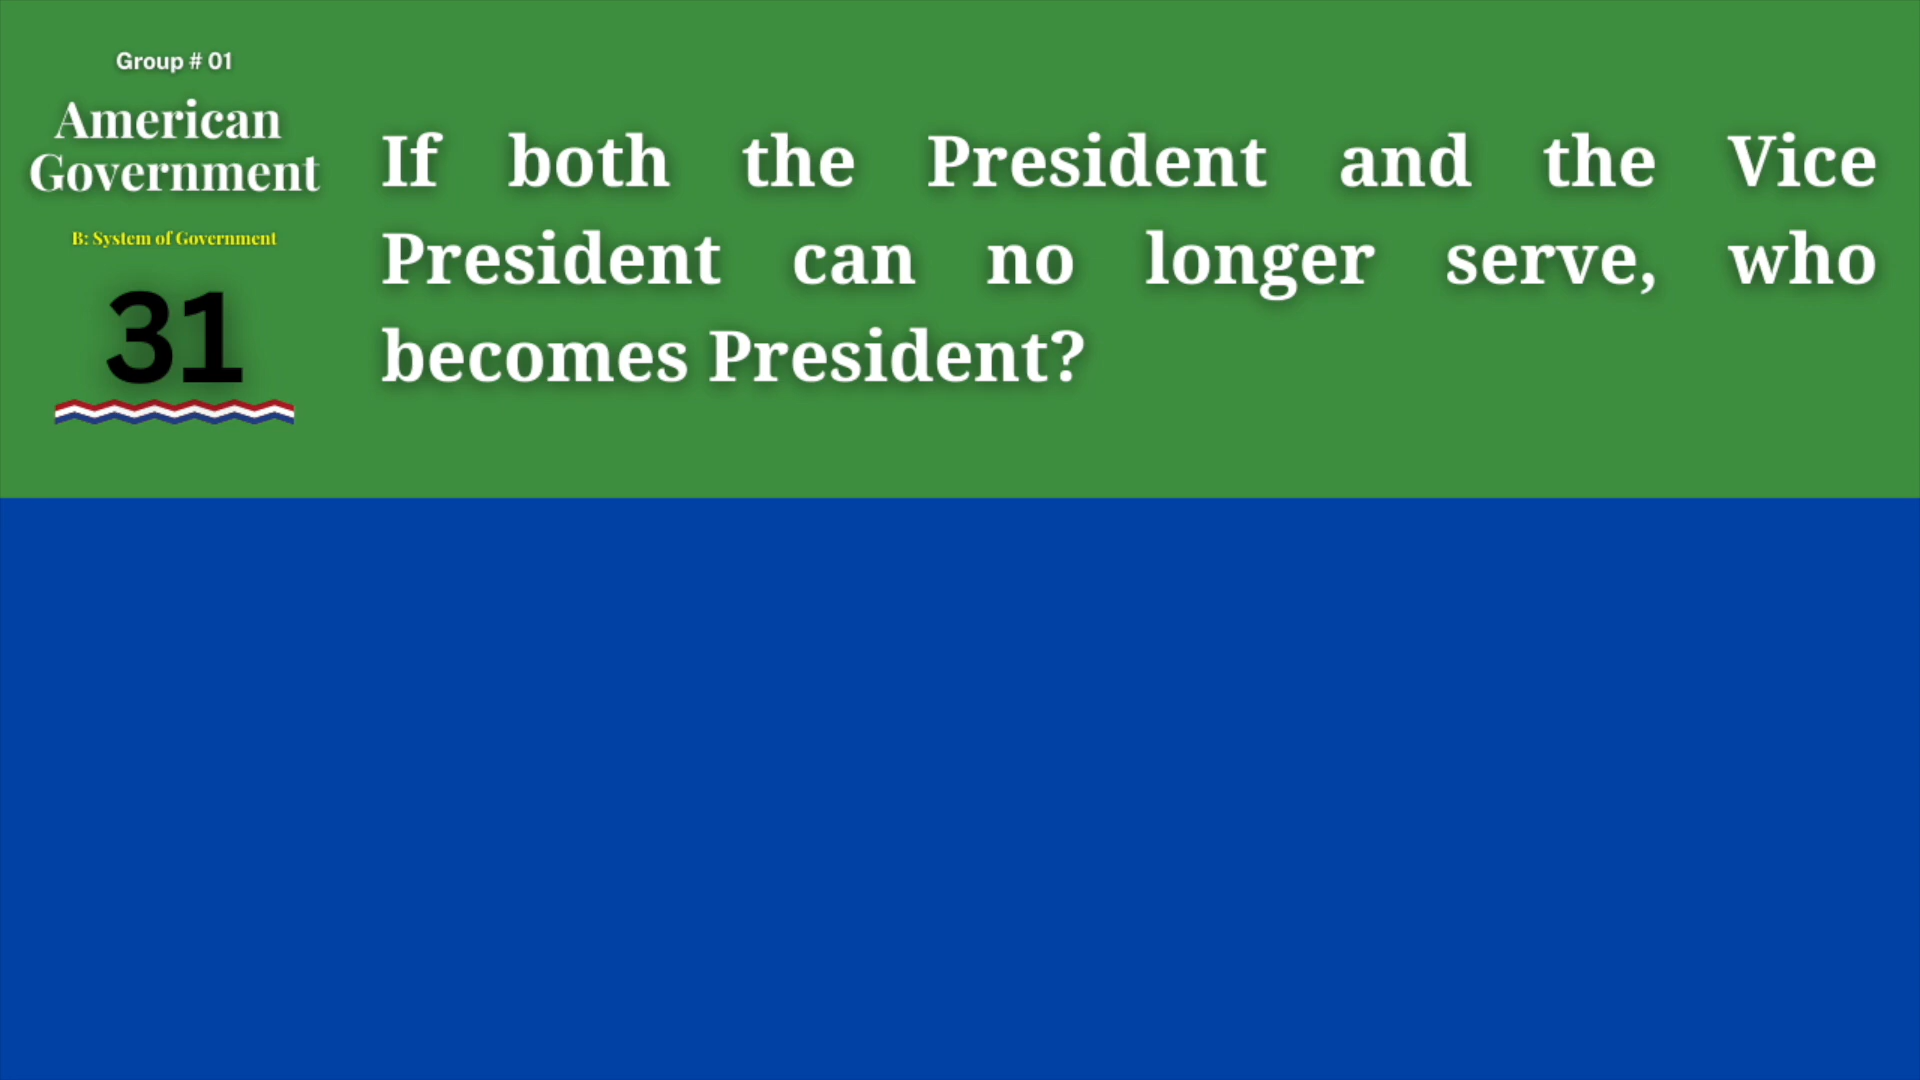 Group # 01
American
Government
B: System of Government
31
If both the President and the Vice
President can no longer serve, who
becomes President?